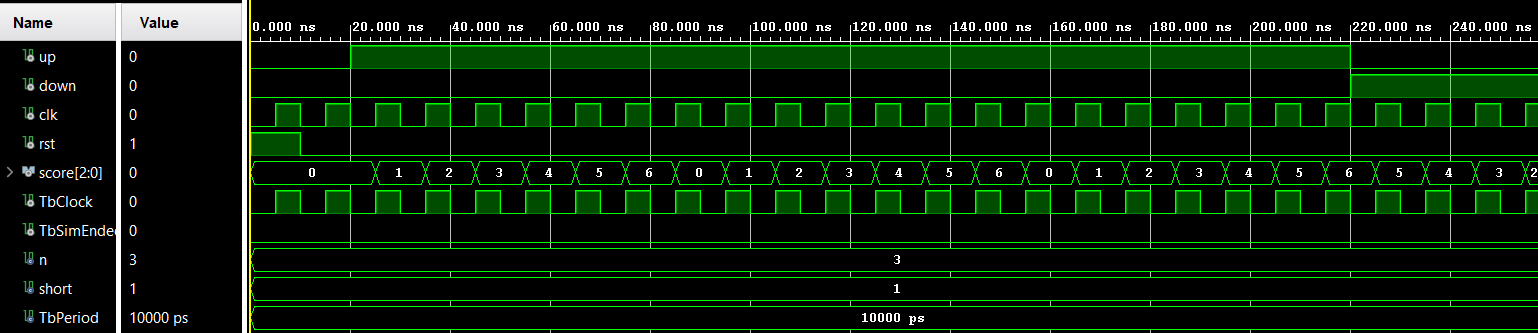 Name Value 0.000 ns 20.000 ns 40.000 ns 60.000 ns 80.000 ns 100.000 ns 120.000 ns 140.000 ns 160.000 ns 180.000 ns 200.000 ns 220.000 ns 240.000 ns
up 0
down 0
clk 0
rst 1
score[2:0] 0 0 1 2 3 4 5 6 0 1 2 3 4 5 6 0 1 2 3 4 5 6 5 4 3 2
TbClock 0
TbSimEnded 0
n 3 3
short 1 1
TbPeriod 10000 ps 10000 ps